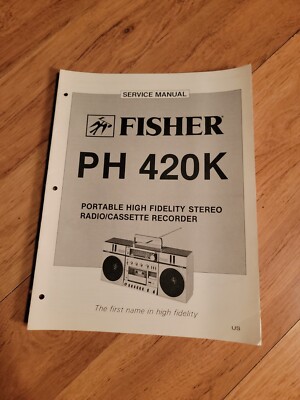 SERVICE MANUAL
FISHER
PH 420K
PORTABLE HIGH FIDELITY STEREO
RADIO/CASSETTE RECORDER
The first name in high fidelity
US